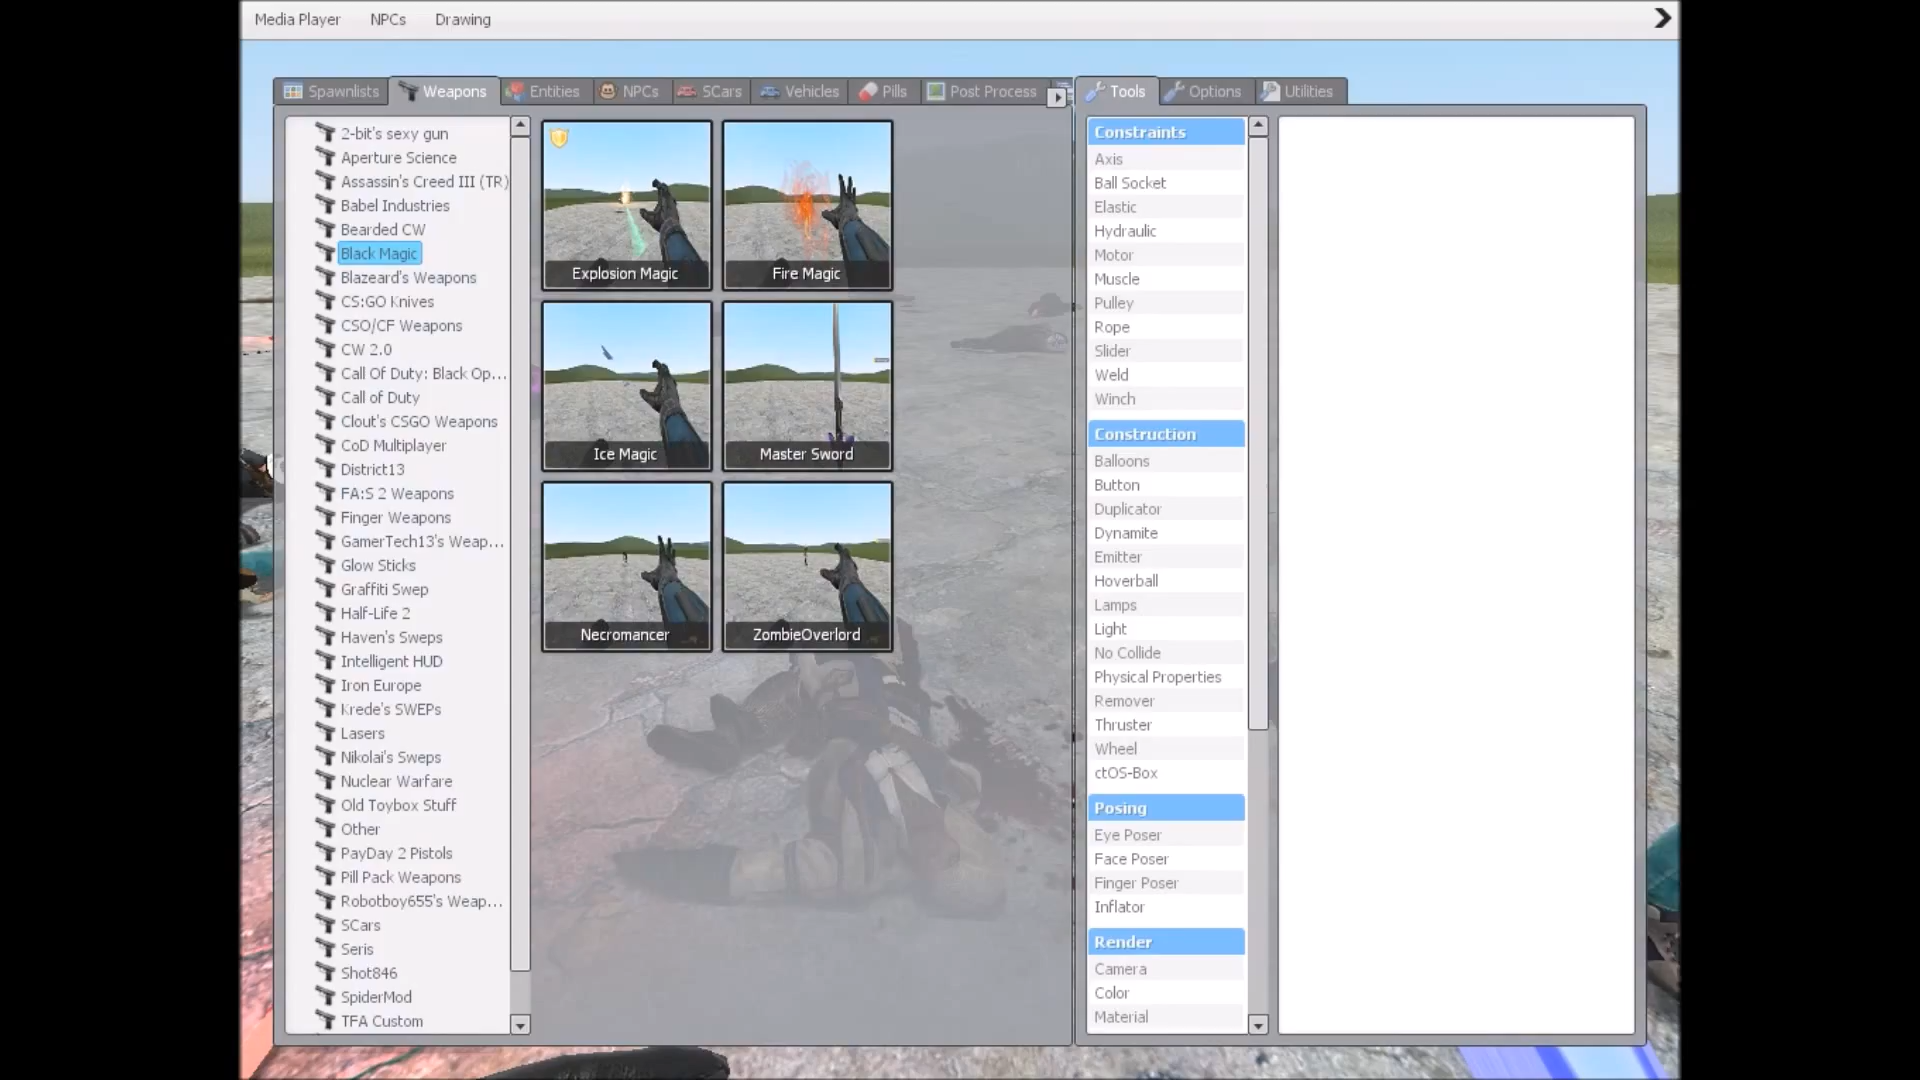 Media Player
NPCs
Drawing
Spawnlists
Weapons
Entities
NPCs
SCars
Vehicles
Pills
Post Process
Tools
Options
Utilities
2-bit's sexy gun
Aperture Science
Assassin's Creed III (TR)
Babel Industries
Bearded CW
Black Magic
Blazeard's Weapons
CS:GO Knives
CSO/CF Weapons
CW 2.0
Call Of Duty: Black Op...
Call of Duty
Clout's CSGO Weapons
CoD Multiplayer
District13
FA:S 2 Weapons
Finger Weapons
GamerTech13's Weap...
Glow Sticks
Graffiti Swep
Half-Life 2
Haven's Sweps
Intelligent HUD
Iron Europe
Krede's SWEPs
Lasers
Nikolai's Sweps
Nuclear Warfare
Old Toybox Stuff
Other
PayDay 2 Pistols
Pill Pack Weapons
Robotboy655's Weap...
SCars
Seris
Shot846
SpiderMod
TFA Custom
Explosion Magic
Fire Magic
Ice Magic
Master Sword
Necromancer
ZombieOverlord
Constraints
Axis
Ball Socket
Elastic
Hydraulic
Motor
Muscle
Pulley
Rope
Slider
Weld
Winch
Construction
Balloons
Button
Duplicator
Dynamite
Emitter
Hoverball
Lamps
Light
No Collide
Physical Properties
Remover
Thruster
Wheel
ctOS-Box
Posing
Eye Poser
Face Poser
Finger Poser
Inflator
Render
Camera
Color
Material